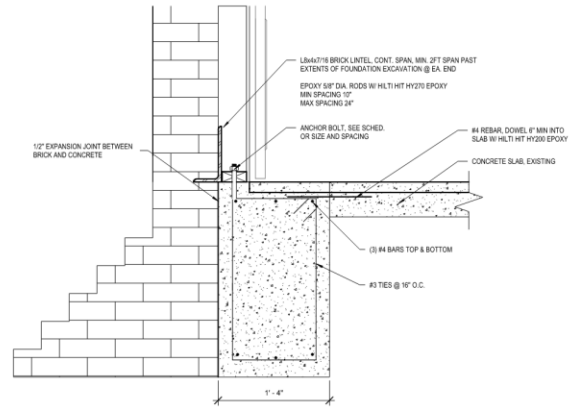 L8x4x7/16 BRICK LINTEL, CONT. SPAN, MIN. 2FT SPAN PAST
EXTENTS OF FOUNDATION EXCAVATION @ EA. END
EPOXY 5/8" DIA. RODS W/ HILTI HIT HY270 EPOXY
MIN SPACING 10"
MAX SPACING 24"
ANCHOR BOLT, SEE SCHED.
OR SIZE AND SPACING
#4 REBAR, DOWEL 6" MIN INTO
SLAB W/ HILTI HIT HY200 EPOXY
1/2" EXPANSION JOINT BETWEEN
BRICK AND CONCRETE
CONCRETE SLAB, EXISTING
(3) #4 BARS TOP & BOTTOM
#3 TIES @ 16" O.C.
1' - 4"